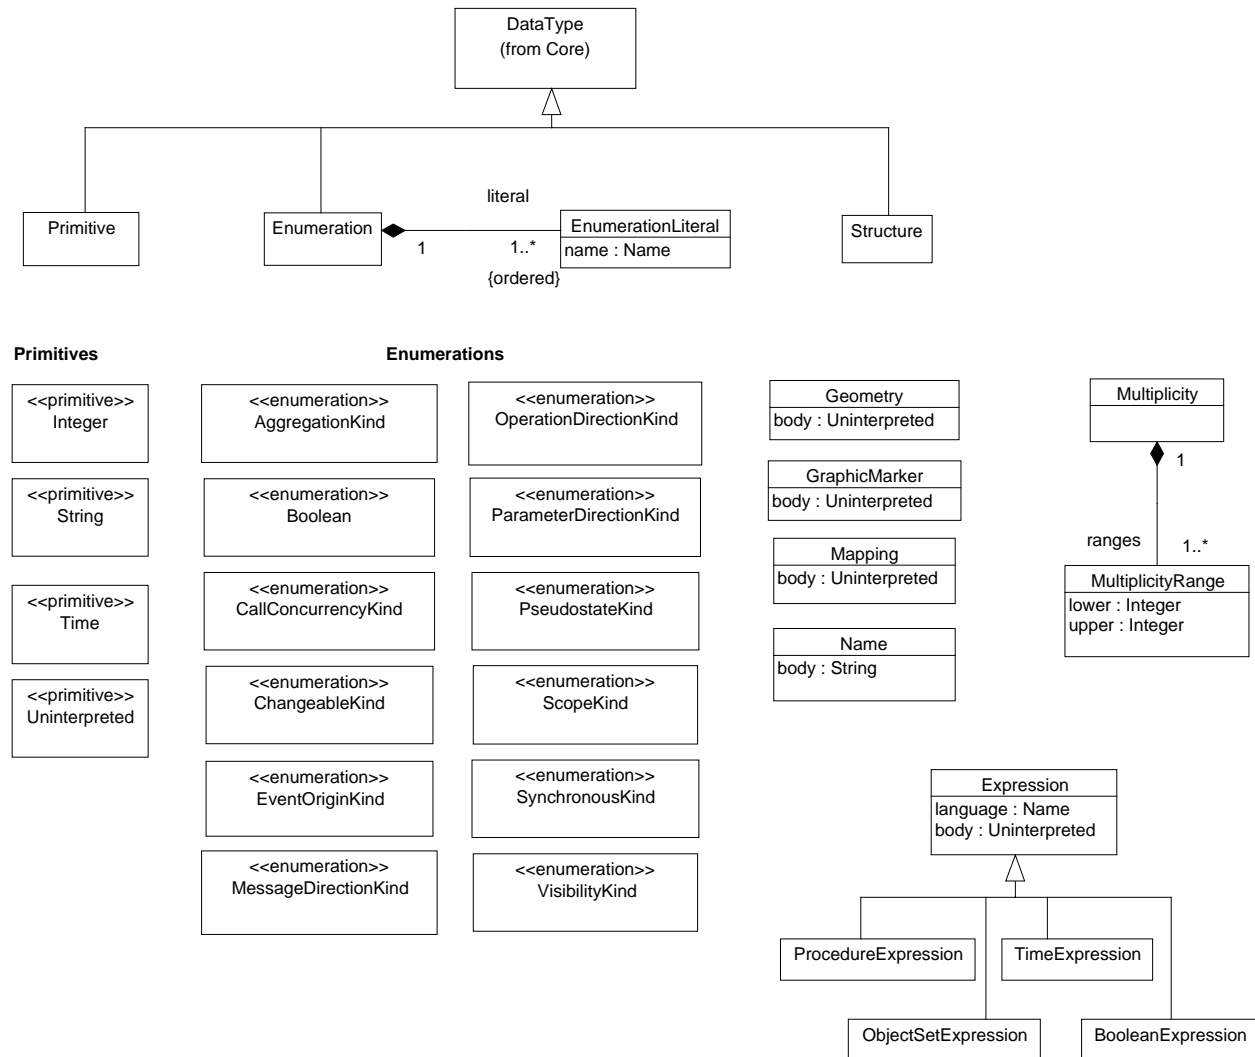 DataType
(from Core)
literal
Primitive
Enumeration
EnumerationLiteral
name : Name
Structure
1
1..*
{ordered}
Primitives
Enumerations
<<primitive>>
Integer
<<primitive>>
String
<<primitive>>
Time
<<primitive>>
Uninterpreted
<<enumeration>>
AggregationKind
<<enumeration>>
Boolean
<<enumeration>>
CallConcurrencyKind
<<enumeration>>
ChangeableKind
<<enumeration>>
EventOriginKind
<<enumeration>>
MessageDirectionKind
<<enumeration>>
OperationDirectionKind
<<enumeration>>
ParameterDirectionKind
<<enumeration>>
PseudostateKind
<<enumeration>>
ScopeKind
<<enumeration>>
SynchronousKind
<<enumeration>>
VisibilityKind
Geometry
body : Uninterpreted
GraphicMarker
body : Uninterpreted
Mapping
body : Uninterpreted
Name
body : String
Multiplicity
1
ranges
1..*
MultiplicityRange
lower : Integer
upper : Integer
Expression
language : Name
body : Uninterpreted
ProcedureExpression
TimeExpression
ObjectSetExpression
BooleanExpression